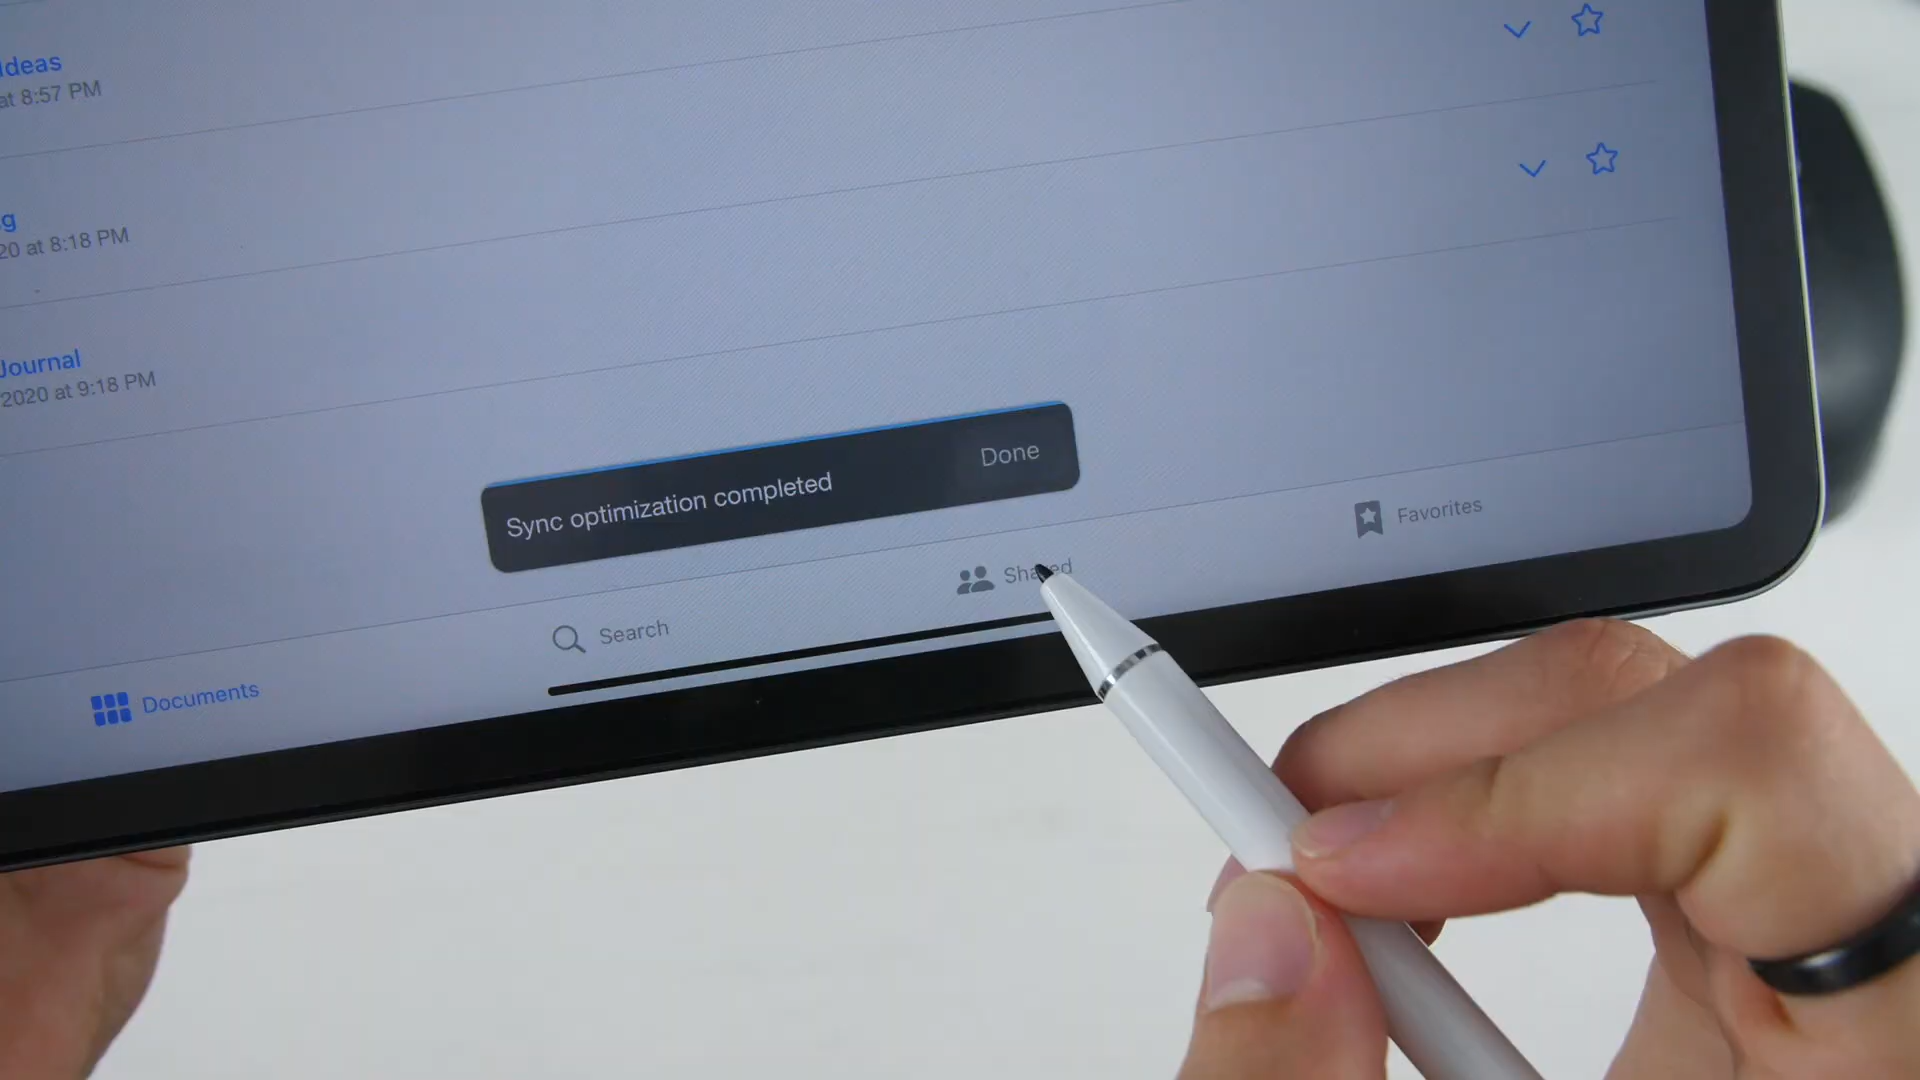 Ideas
at 8:57 PM
g
20 at 8:18 PM
Journal
2020 at 9:18 PM
Sync optimization completed
Done
Documents
Search
Shared
Favorites